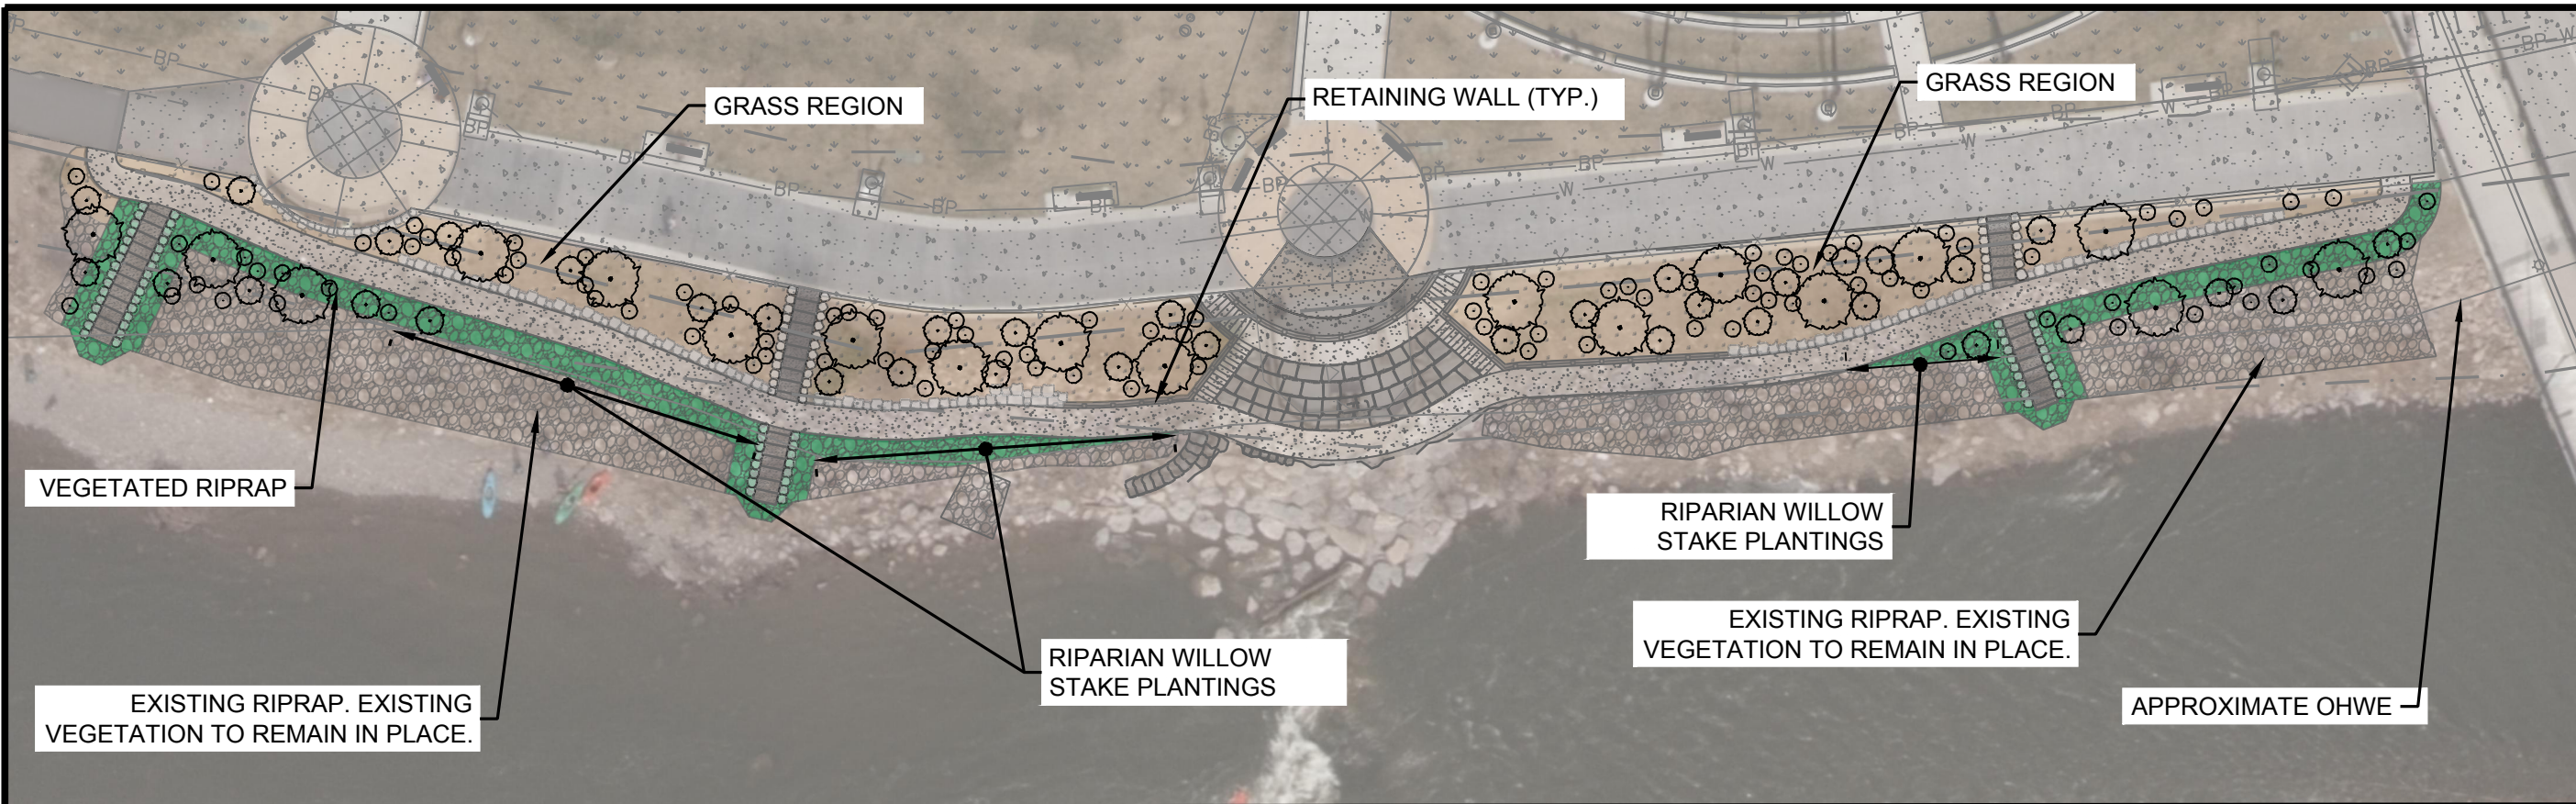 GRASS REGION
RETAINING WALL (TYP.)
GRASS REGION
VEGETATED RIPRAP
RIPARIAN WILLOW
STAKE PLANTINGS
EXISTING RIPRAP. EXISTING
VEGETATION TO REMAIN IN PLACE.
RIPARIAN WILLOW
STAKE PLANTINGS
EXISTING RIPRAP. EXISTING
VEGETATION TO REMAIN IN PLACE.
APPROXIMATE OHWE